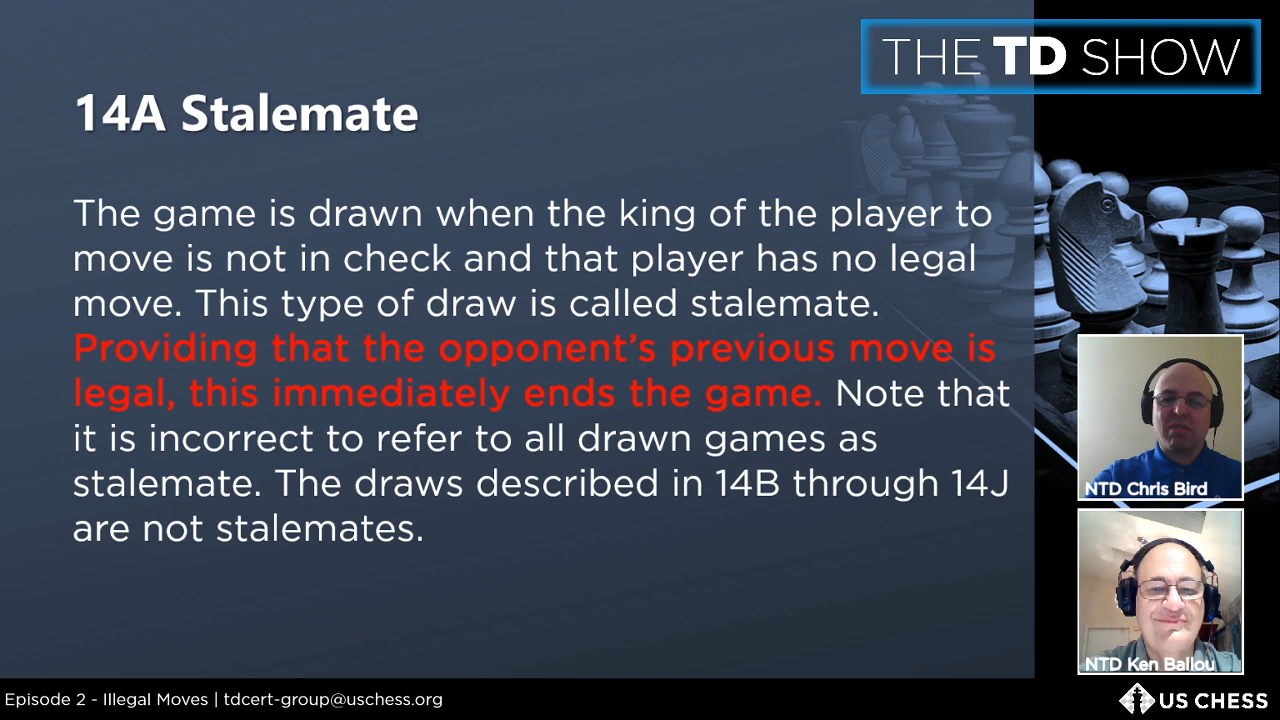 THE TD SHOW
14A Stalemate
The game is drawn when the king of the player to
move is not in check and that player has no legal
move. This type of draw is called stalemate.
Providing that the opponent's previous move is
legal, this immediately ends the game. Note that
it is incorrect to refer to all drawn games as
stalemate. The draws described in 14B through 14J
are not stalemates.
NTD Chris Bird
NTD Ken Ballou
Episode 2 - Illegal Moves | tdcert-group@uschess.org
US CHESS